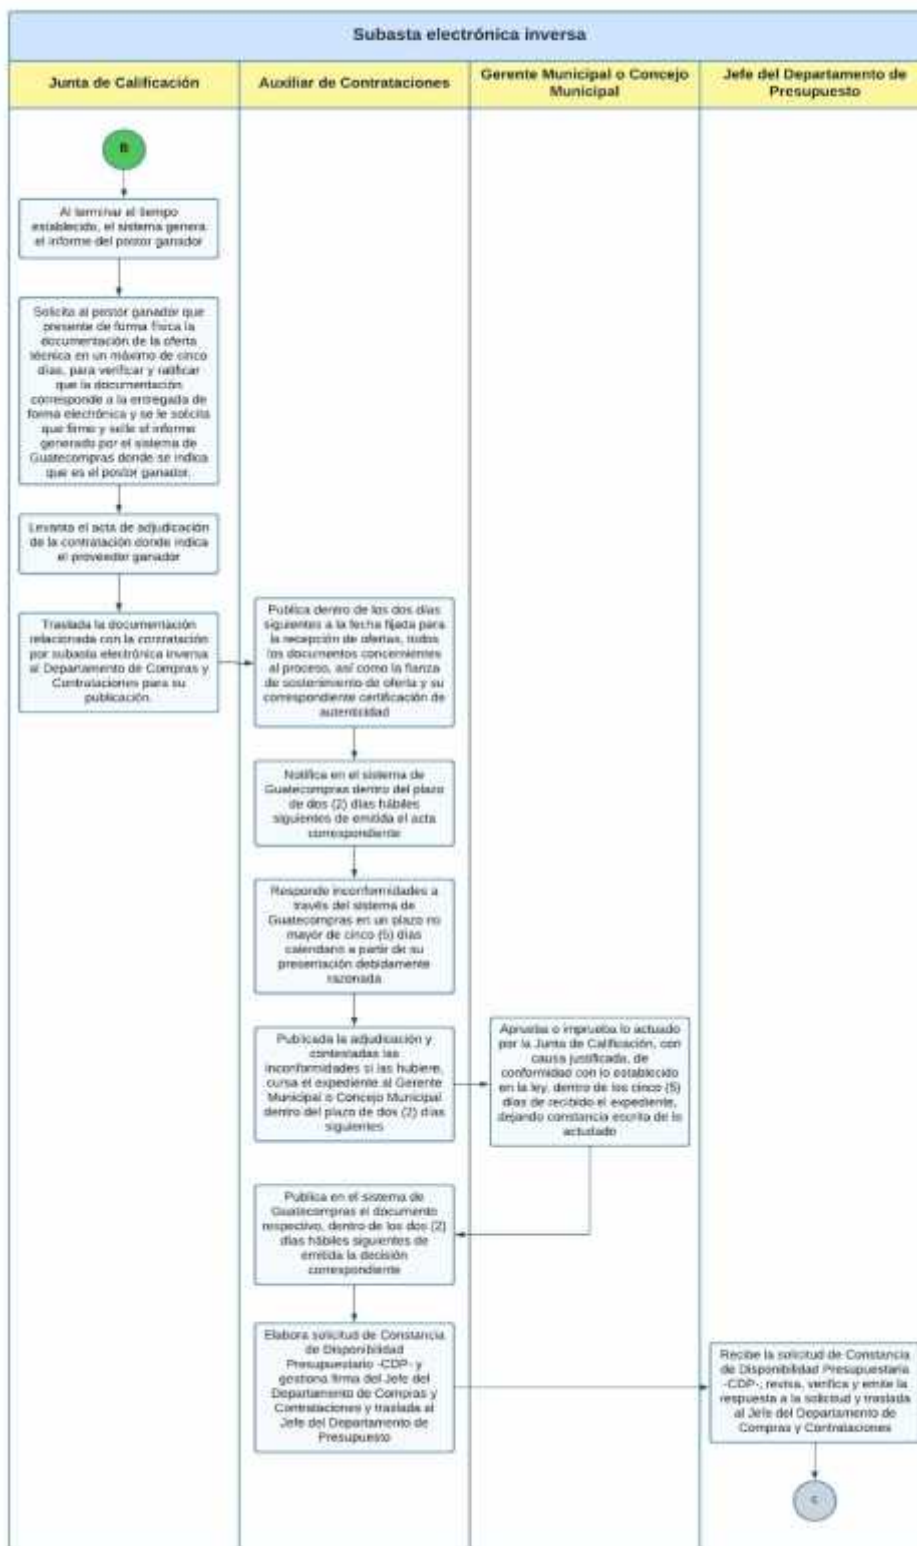 Subasta electrónica inversa
Junta de Calificación
Auxiliar de Contrataciones
Gerente Municipal o Concejo
Municipal
Jefe del Departamento de
Presupuesto
B
Al terminar el tiempo
establecido, el sistema genera
el informe del postor ganador
Solicita al postor ganador que
presente de forma física la
documentación de la oferta
técnica en un máximo de cinco
días, para verificar y ratificar
que la documentación
corresponde a la entregada de
forma electrónica y se le solicita
que firme y selle el informe
generado por el sistema de
Guatecompras donde se indica
que es el postor ganador.
Levanta el acta de adjudicación
de la contratación donde indica
el proveedor ganador
Traslada la documentación
relacionada con la contratación
por subasta electrónica inversa
al Departamento de Compras y
Contrataciones para su
publicación.
Publica dentro de los dos días
siguientes a la fecha fijada para
la recepción de ofertas, todos
los documentos concernientes
al proceso, así como la fianza
de sostenimiento de oferta y su
correspondiente certificación de
autenticidad
Notifica en el sistema de
Guatecompras dentro del plazo
de dos (2) días hábiles
siguientes de emitida el acta
correspondiente
Responde inconformidades a
través del sistema de
Guatecompras en un plazo no
mayor de cinco (5) días
calendario a partir de su
presentación debidamente
razonada
Publicada la adjudicación y
contestadas las
inconformidades si las hubiere,
cursa el expediente al Gerente
Municipal o Concejo Municipal
dentro del plazo de dos (2) días
siguientes
Aprueba o imprueba lo actuado
por la Junta de Calificación, con
causa justificada, de
conformidad con lo establecido
en la ley, dentro de los cinco (5)
días de recibido el expediente,
dejando constancia escrita de lo
actudado
Publica en el sistema de
Guatecompras el documento
respectivo, dentro de los dos (2)
días hábiles siguientes de
emitida la decisión
correspondiente
Elabora solicitud de Constancia
de Disponibilidad
Presupuestario -CDP- y
gestiona firma del Jefe del
Departamento de Compras y
Contrataciones y traslada al
Jefe del Departamento de
Presupuesto
Recibe la solicitud de Constancia
de Disponibilidad Presupuestaria
-CDP-; revisa, verifica y emite la
respuesta a la solicitud y traslada
al Jefe del Departamento de
Compras y Contrataciones
C